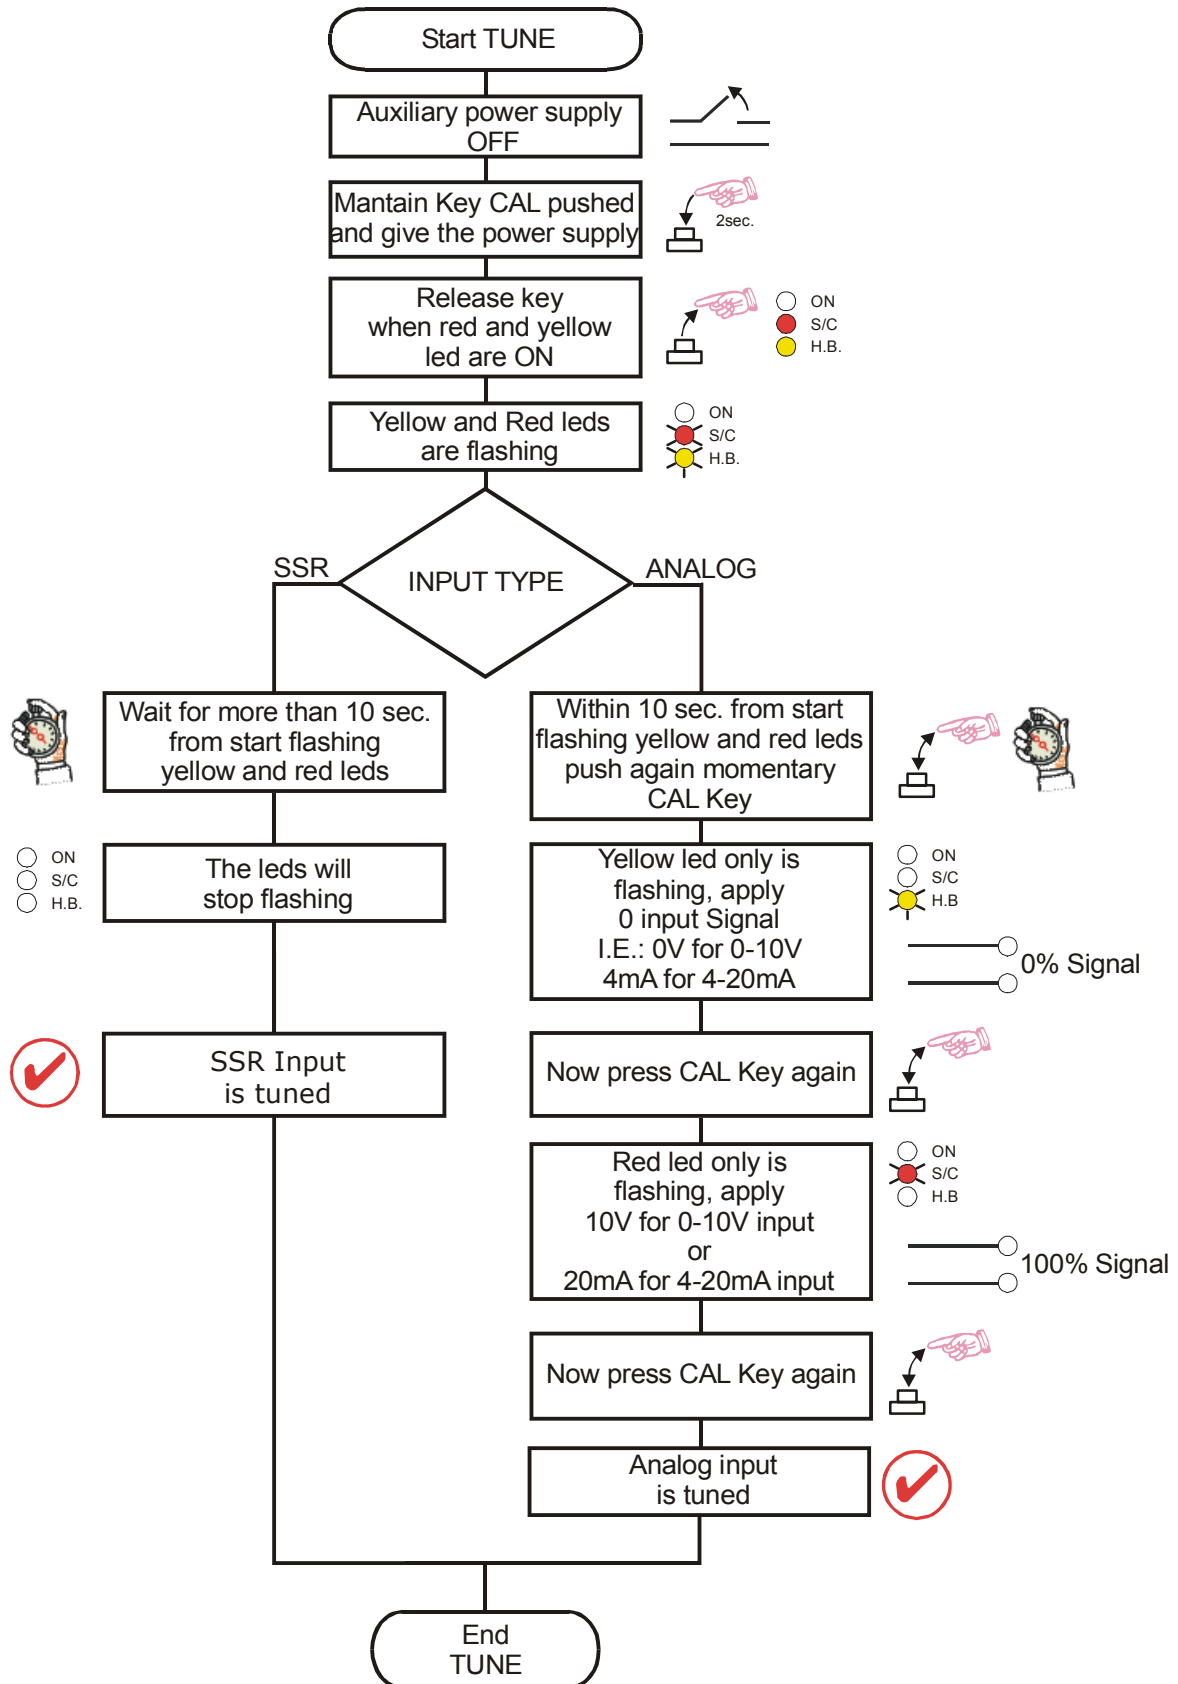 Start TUNE
Auxiliary power supply
OFF
Mantain Key CAL pushed
and give the power supply
2sec.
Release key
when red and yellow
led are ON
ON
S/C
H.B.
Yellow and Red leds
are flashing
ON
S/C
H.B.
SSR
INPUT TYPE
ANALOG
Wait for more than 10 sec.
from start flashing
yellow and red leds
ON
S/C
H.B.
The leds will
stop flashing
SSR Input
is tuned
Within 10 sec. from start
flashing yellow and red leds
push again momentary
CAL Key
Yellow led only is
flashing, apply
0 input Signal
I.E.: 0V for 0-10V
4mA for 4-20mA
ON
S/C
H.B
0% Signal
Now press CAL Key again
Red led only is
flashing, apply
10V for 0-10V input
or
20mA for 4-20mA input
ON
S/C
H.B
100% Signal
Now press CAL Key again
Analog input
is tuned
End
TUNE